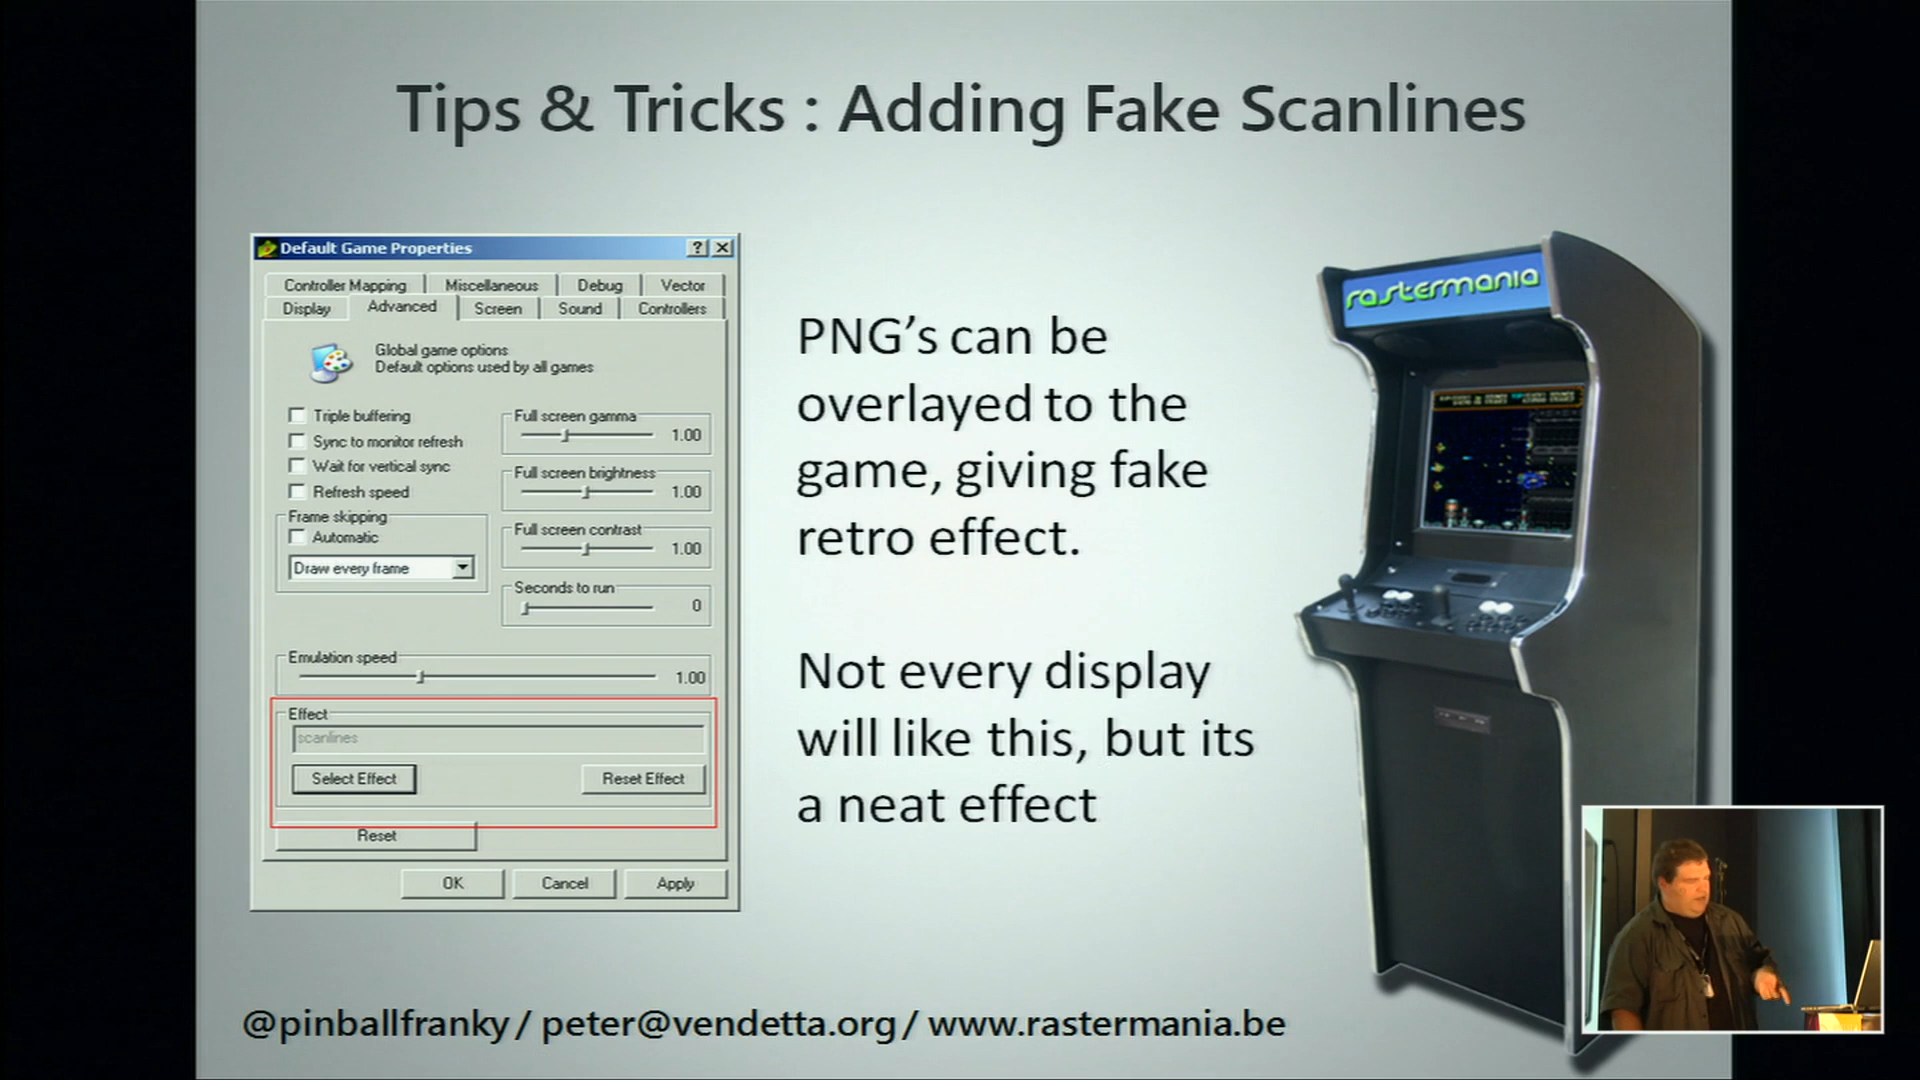 Tips & Tricks : Adding Fake Scanlines
Default Game Properties
Controller Mapping
Miscellaneous
Debug
Vector
Display
Advanced
Screen
Sound
Controllers
Global game options
Default options used by all games
Triple buffering
Sync to monitor refresh
Wait for vertical sync
Refresh speed
Frame skipping
Automatic
Draw every frame
Full screen gamma
1.00
Full screen brightness
1.00
Full screen contrast
1.00
Seconds to run
0
Emulation speed
1.00
Effect
scanlines
Select Effect
Reset Effect
Reset
OK
Cancel
Apply
PNG’s can be
overlayed to the
game, giving fake
retro effect.
Not every display
will like this, but its
a neat effect
rastermania
@pinballfranky / peter@vendetta.org / www.rastermania.be